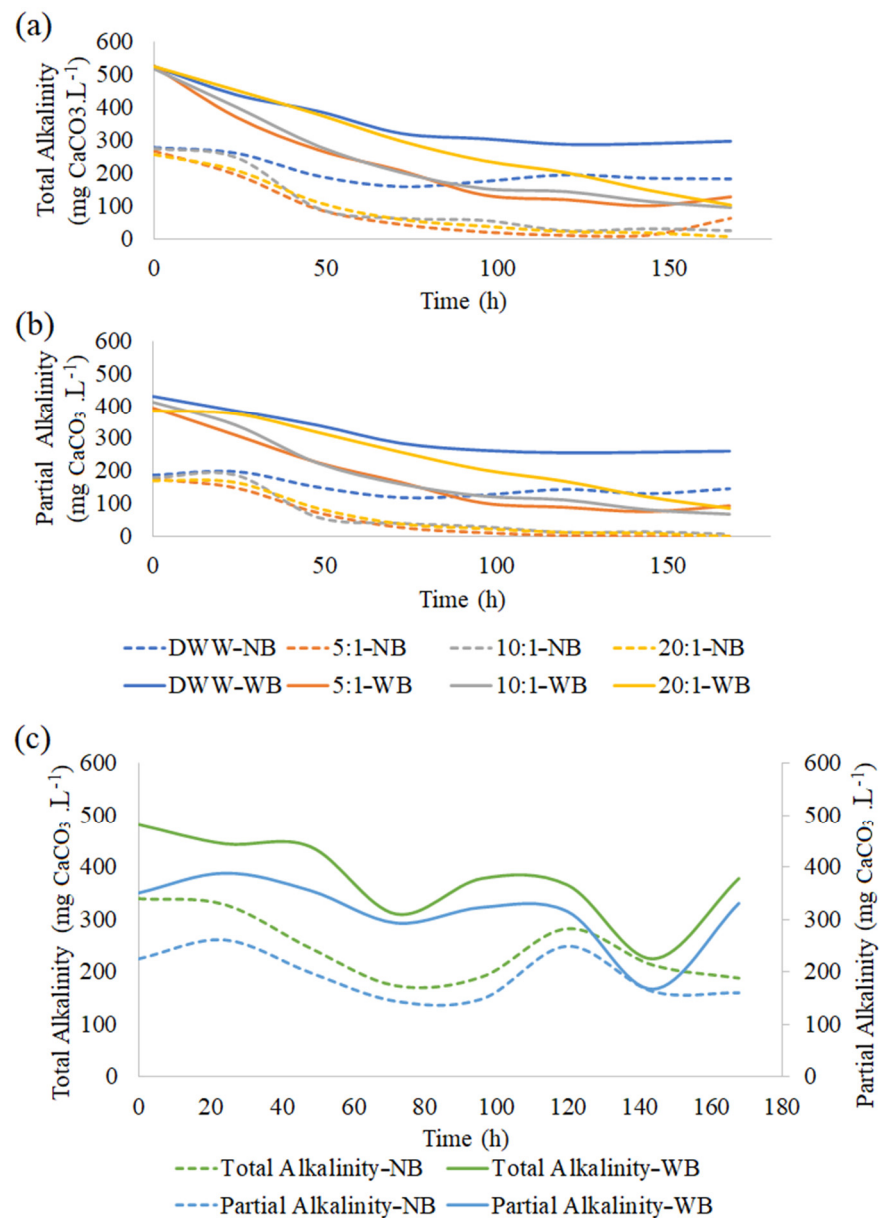 (a)
Total Alkalinity
(mg CaCO3.L⁻¹)
600
500
400
300
200
100
0
0 50 100 150
Time (h)
(b)
Partial Alkalinity
(mg CaCO₃ .L⁻¹)
600
500
400
300
200
100
0
0 50 100 150
Time (h)
DWW-NB 5:1-NB 10:1-NB 20:1-NB
DWW-WB 5:1-WB 10:1-WB 20:1-WB
(c)
Total Alkalinity (mg CaCO₃ .L⁻¹)
600
500
400
300
200
100
0
600
500
400
300
200
100
0
Partial Alkalinity (mg CaCO₃ .L⁻¹)
0 20 40 60 80 100 120 140 160 180
Time (h)
Total Alkalinity-NB Total Alkalinity-WB
Partial Alkalinity-NB Partial Alkalinity-WB